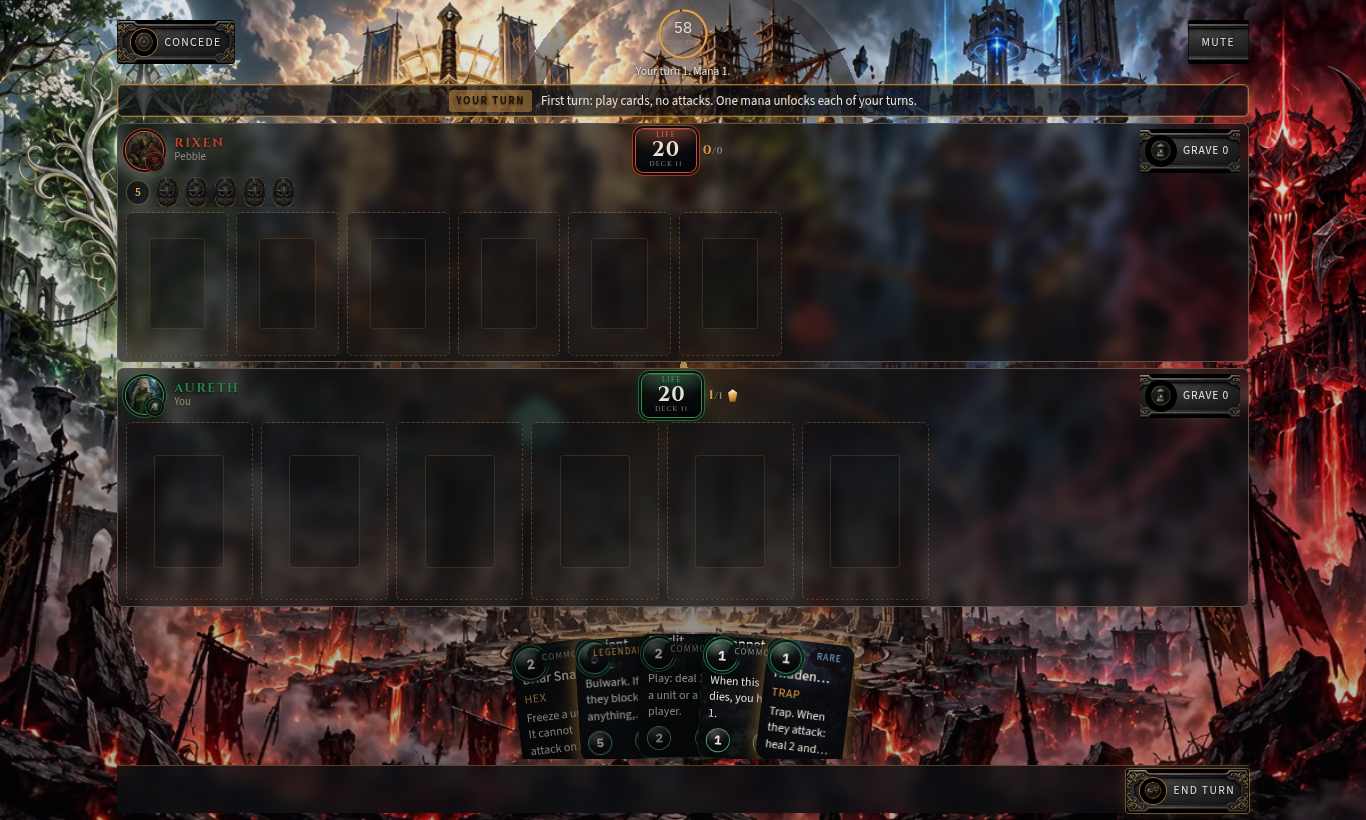 CONCEDE
58
Your turn 1. Mana 1.
MUTE
YOUR TURN First turn: play cards, no attacks. One mana unlocks each of your turns.
RIXEN
Pebble
LIFE
20
DECK 11
0/0
GRAVE 0
5
AURETH
You
LIFE
20
DECK 11
1/1
GRAVE 0
2 COMMO
Briar Sna
HEX
Freeze a u
It cannot
attack on
LEGENDA
Bulwark. If
they block
anything,..
5
2 COMMO
Play: deal
a unit or a
player.
2
1 COMMO
When this
dies, you h
1.
1
1 RARE
TRAP
Trap. When
they attack:
heal 2 and...
END TURN